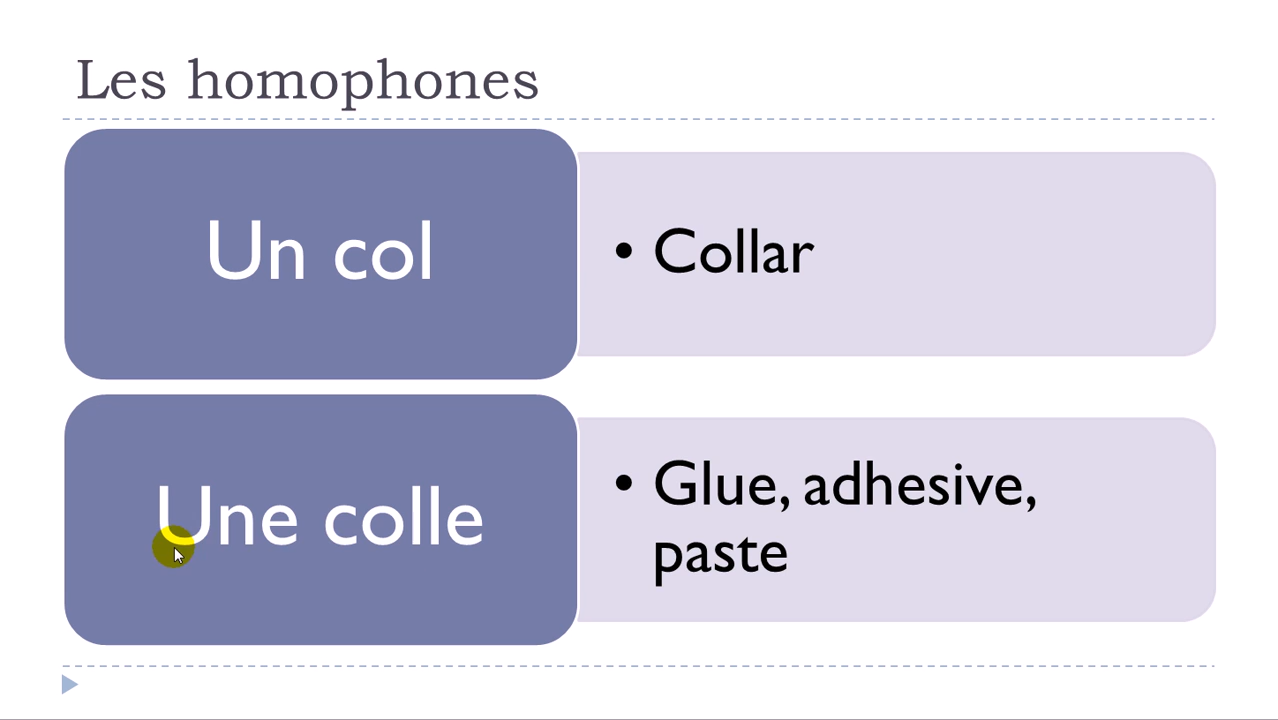 Les homophones
Un col
• Collar
Une colle
• Glue, adhesive,
paste